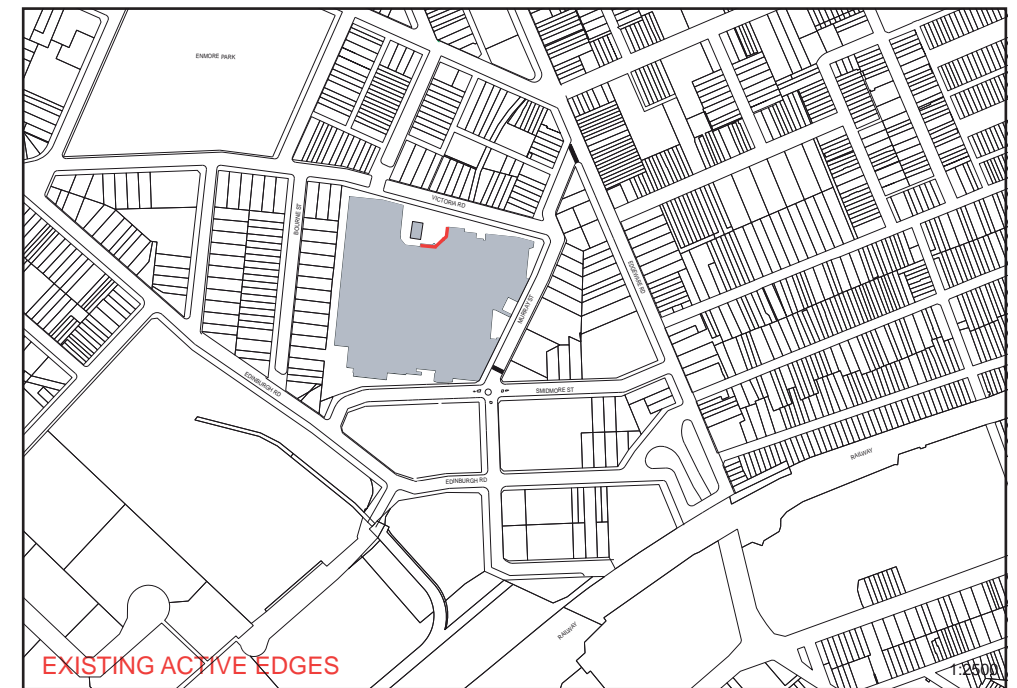 ENMORE PARK
BOURNE ST
VICTORIA RD
EDGEWARE RD
MURRAY ST
EDINBURGH RD
SMIDMORE ST
EDINBURGH RD
RAILWAY
RAILWAY
EXISTING ACTIVE EDGES
1:2500